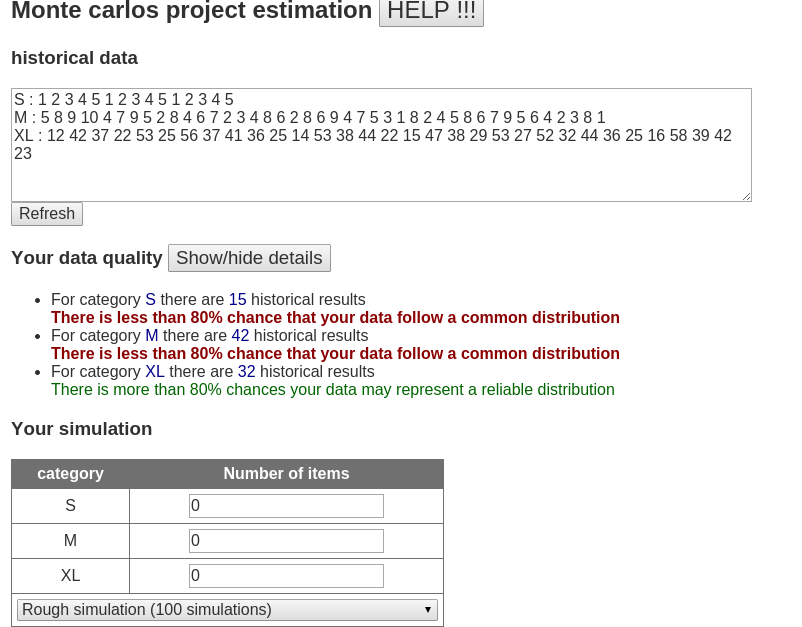 Monte carlos project estimation HELP !!!
historical data
S : 1 2 3 4 5 1 2 3 4 5 1 2 3 4 5
M : 5 8 9 10 4 7 9 5 2 8 4 6 7 2 3 4 8 6 2 8 6 9 4 7 5 3 1 8 2 4 5 8 6 7 9 5 6 4 2 3 8 1
XL : 12 42 37 22 53 25 56 37 41 36 25 14 53 38 44 22 15 47 38 29 53 27 52 32 44 36 25 16 58 39 42
23
Refresh
Your data quality Show/hide details
• For category S there are 15 historical results
There is less than 80% chance that your data follow a common distribution
• For category M there are 42 historical results
There is less than 80% chance that your data follow a common distribution
• For category XL there are 32 historical results
There is more than 80% chances your data may represent a reliable distribution
Your simulation
category Number of items
S 0
M 0
XL 0
Rough simulation (100 simulations)